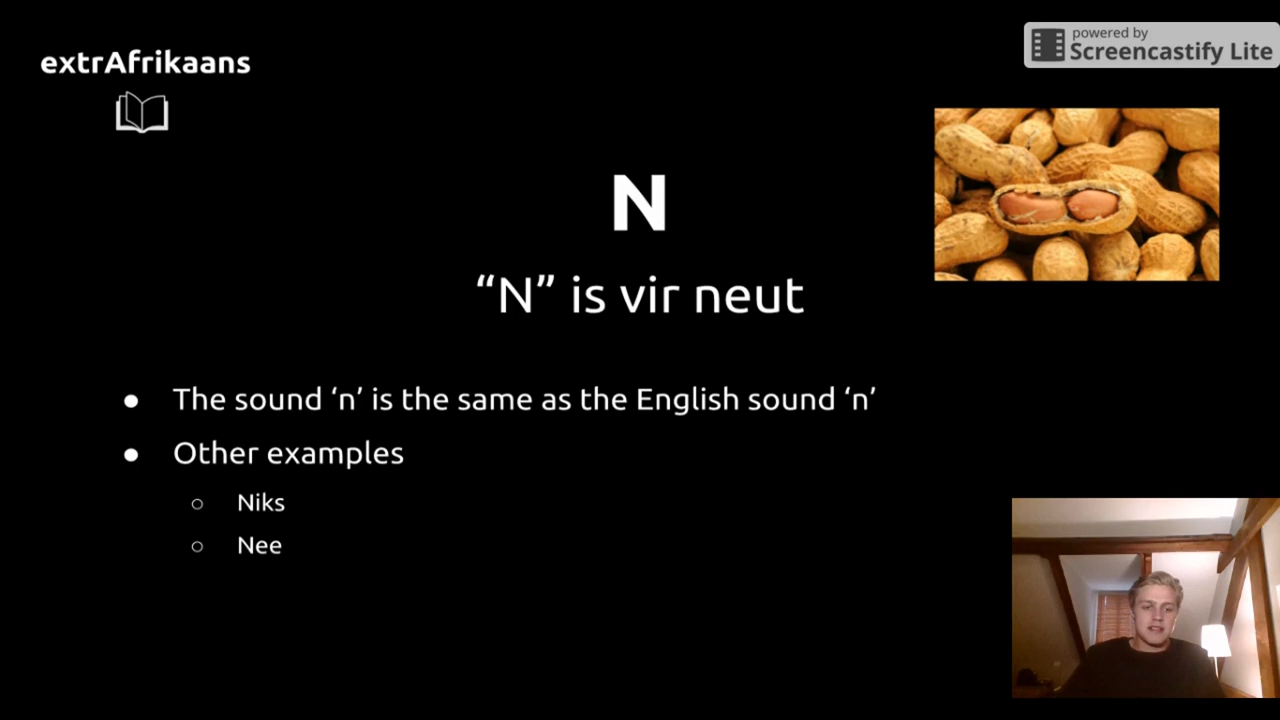 extrAfrikaans
powered by
Screencastify Lite
N
“N” is vir neut
The sound ‘n’ is the same as the English sound ‘n’
Other examples
Niks
Nee